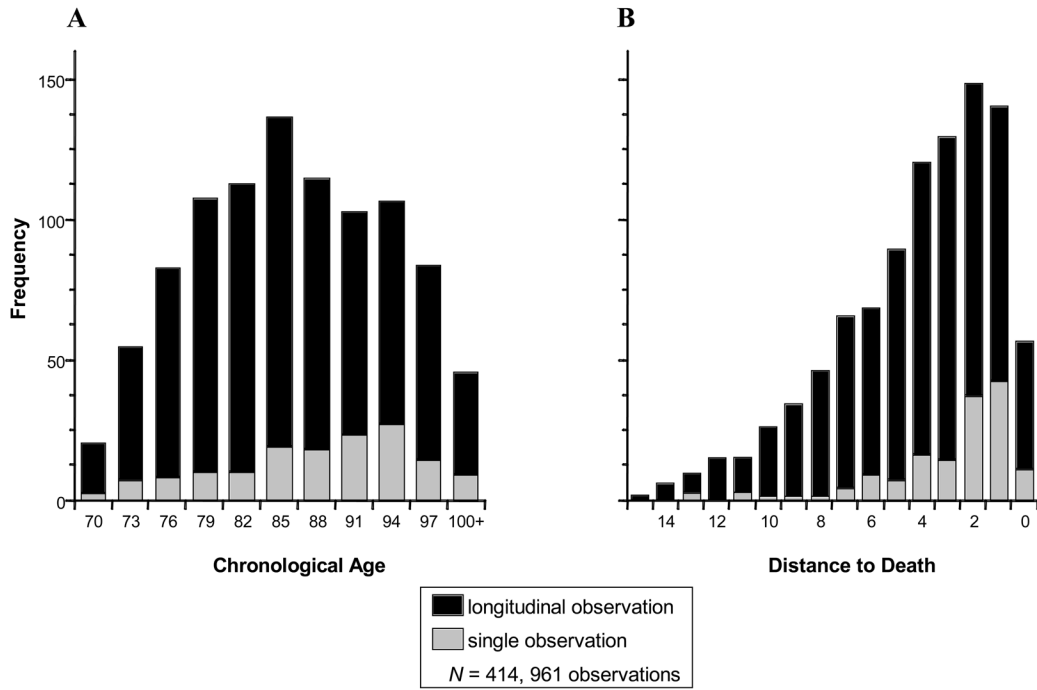 A
B
150
100
50
0
Frequency
70 73 76 79 82 85 88 91 94 97 100+
14 12 10 8 6 4 2 0
Chronological Age
Distance to Death
longitudinal observation
single observation
N = 414, 961 observations